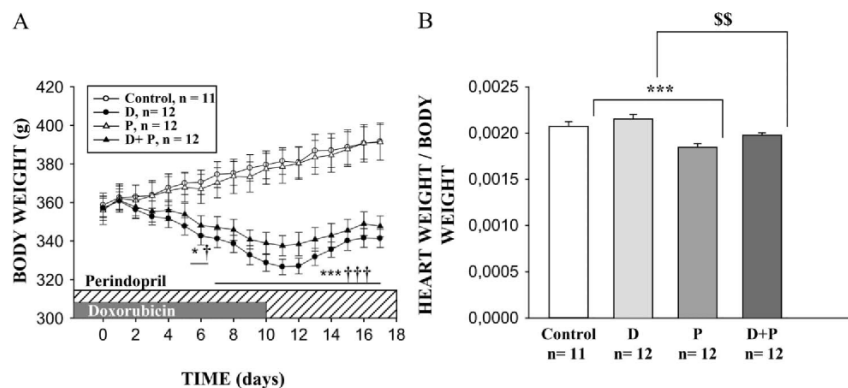 A
BODY WEIGHT (g)
420
400
380
360
340
320
300
Control, n = 11
D, n= 12
P, n = 12
D+ P, n = 12
* †
***†††
Perindopril
Doxorubicin
0 2 4 6 8 10 12 14 16 18
TIME (days)
B
HEART WEIGHT / BODY
WEIGHT
0,0025
0,0020
0,0015
0,0010
0,0005
0,0000
$$
***
Control D P D+P
n= 11 n= 12 n= 12 n= 12